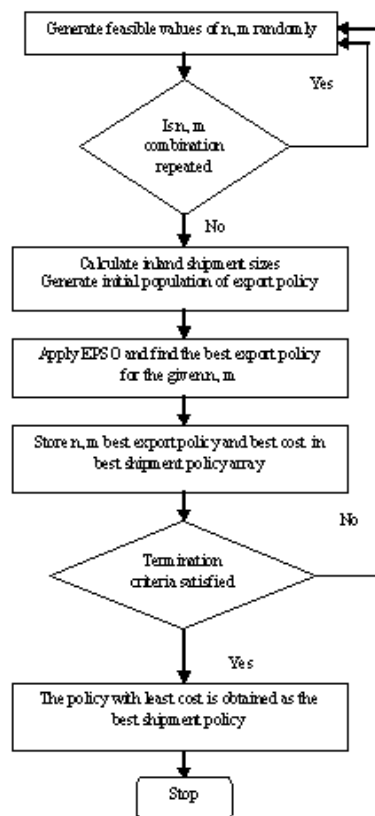 Generate feasible values of n, m randomly
Yes
Is n, m
combination
repeated
No
Calculate inland shipment sizes
Generate initial population of export policy
Apply EPSO and find the best export policy
for the given n, m
Store n, m best export policy and best cost in
best shipment policy array
No
Termination
criteria satisfied
Yes
The policy with least cost is obtained as the
best shipment policy
Stop